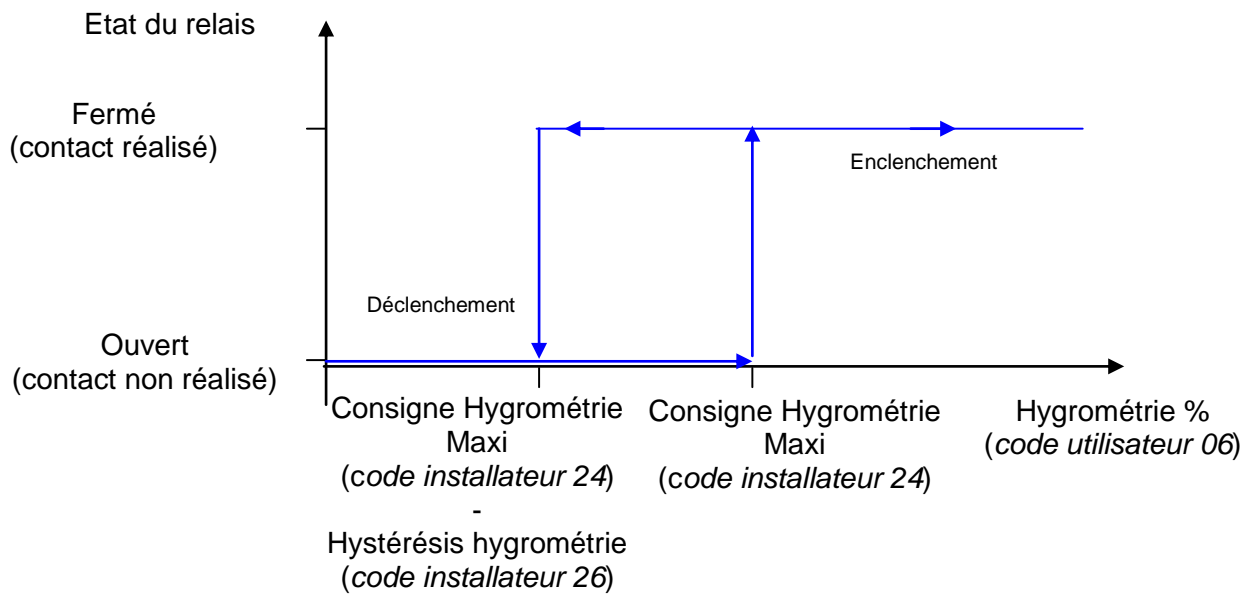 Etat du relais
Fermé
(contact réalisé)
Enclenchement
Déclenchement
Ouvert
(contact non réalisé)
Consigne Hygrométrie
Maxi
(code installateur 24)
-
Hystérésis hygrométrie
(code installateur 26)
Consigne Hygrométrie
Maxi
(code installateur 24)
Hygrométrie %
(code utilisateur 06)